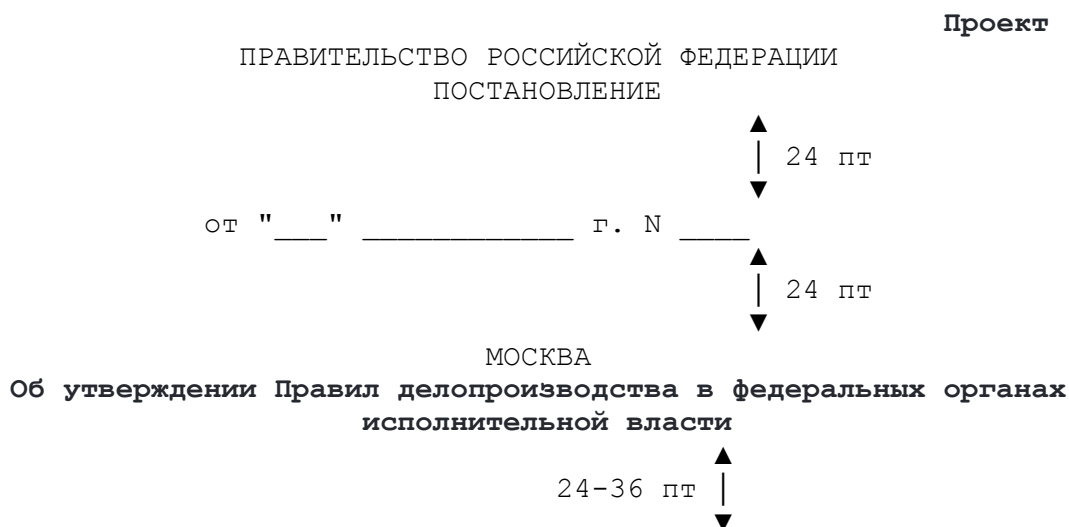 Проект
ПРАВИТЕЛЬСТВО РОССИЙСКОЙ ФЕДЕРАЦИИ
ПОСТАНОВЛЕНИЕ
24 пт
от "___" ____________ г. N ____
24 пт
МОСКВА
Об утверждении Правил делопроизводства в федеральных органах
исполнительной власти
24-36 пт